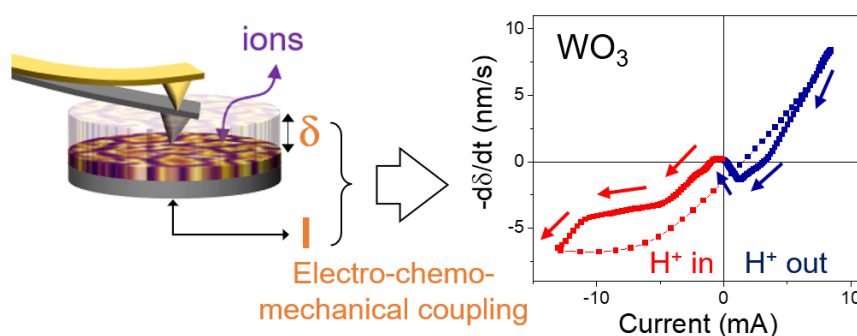 ions
δ
I
Electro-chemo-
mechanical coupling
WO₃
-dδ/dt (nm/s)
10
5
0
-5
H⁺ in
H⁺ out
-10
0
10
Current (mA)